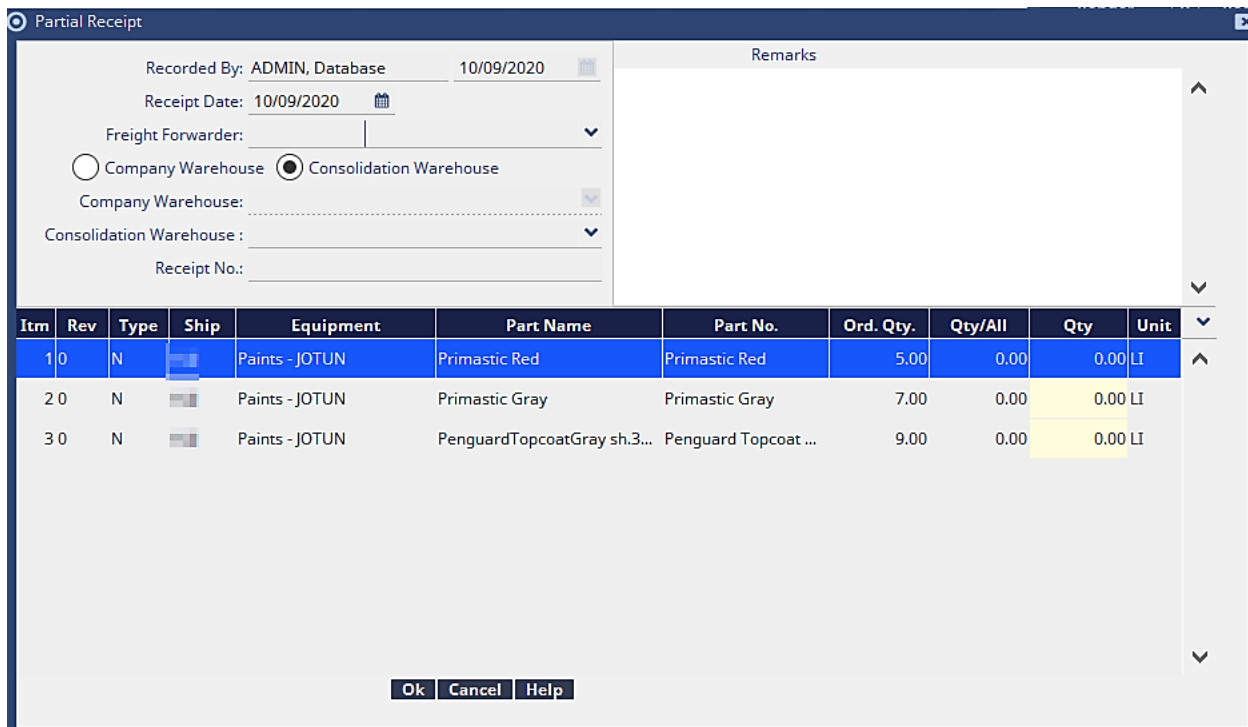 Partial Receipt
Remarks
Recorded By: ADMIN, Database 10/09/2020
Receipt Date: 10/09/2020
Freight Forwarder:
Company Warehouse Consolidation Warehouse
Company Warehouse:
Consolidation Warehouse :
Receipt No.:
Itm Rev Type Ship Equipment Part Name Part No. Ord. Qty. Qty/All Qty Unit
1 0 N Paints - JOTUN Primastic Red Primastic Red 5.00 0.00 0.00 LI
2 0 N Paints - JOTUN Primastic Gray Primastic Gray 7.00 0.00 0.00 LI
3 0 N Paints - JOTUN PenguardTopcoatGray sh.3... Penguard Topcoat ... 9.00 0.00 0.00 LI
Ok Cancel Help